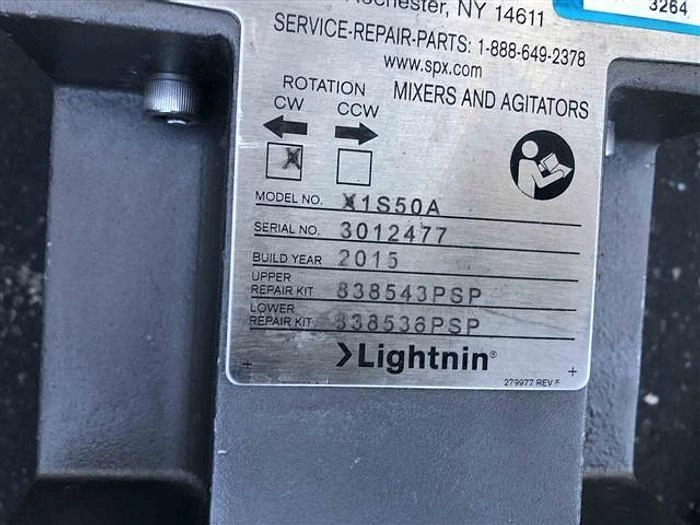 Rochester, NY 14611
3264
SERVICE-REPAIR-PARTS: 1-888-649-2378
www.spx.com
ROTATION
CW CCW
MIXERS AND AGITATORS
X
MODEL NO. X1S50A
SERIAL NO. 3012477
BUILD YEAR 2015
UPPER
REPAIR KIT 838543PSP
LOWER
REPAIR KIT 838536PSP
Lightnin®
279977 REV F